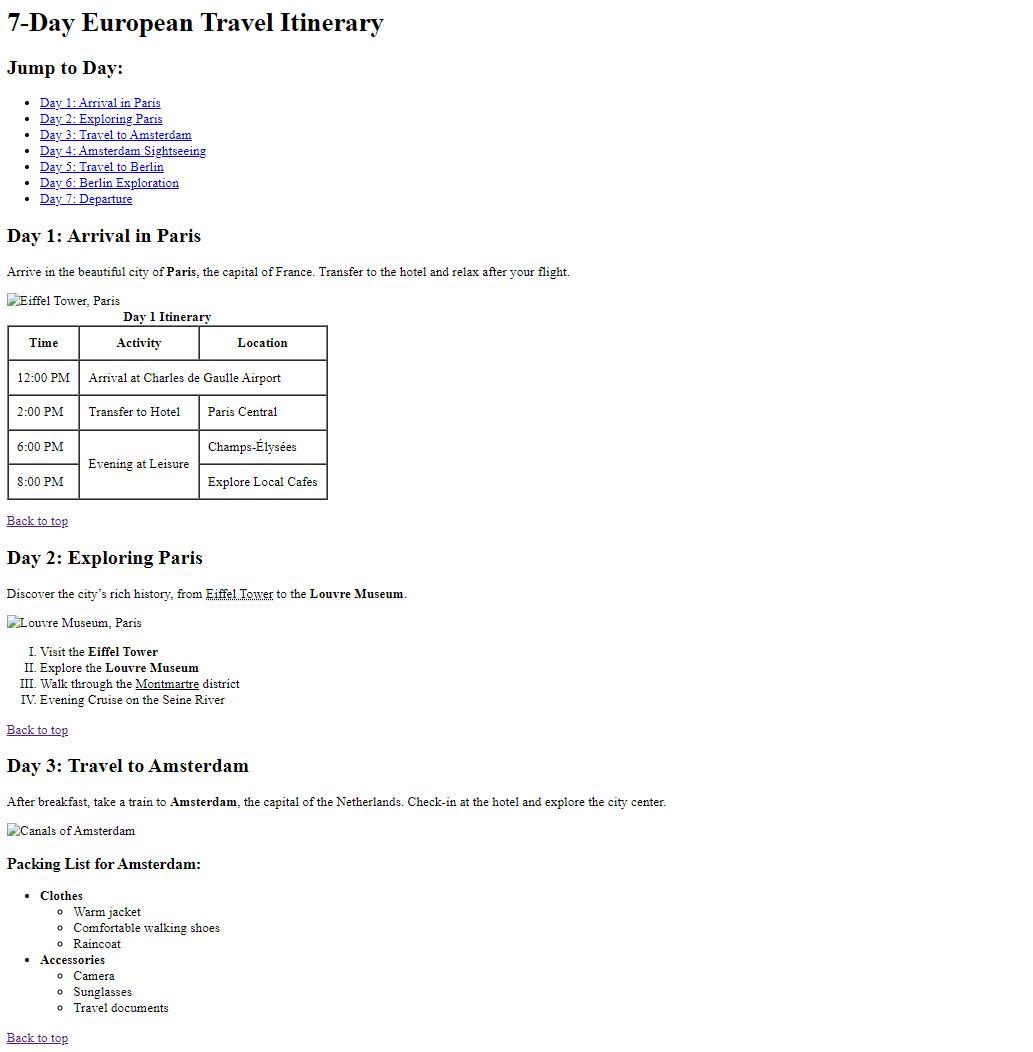 7-Day European Travel Itinerary
Jump to Day:
Day 1: Arrival in Paris
Day 2: Exploring Paris
Day 3: Travel to Amsterdam
Day 4: Amsterdam Sightseeing
Day 5: Travel to Berlin
Day 6: Berlin Exploration
Day 7: Departure
Day 1: Arrival in Paris
Arrive in the beautiful city of Paris, the capital of France. Transfer to the hotel and relax after your flight.
Eiffel Tower, Paris
Day 1 Itinerary
Time Activity Location
12:00 PM Arrival at Charles de Gaulle Airport
2:00 PM Transfer to Hotel Paris Central
6:00 PM Evening at Leisure Champs-Élysées
8:00 PM Explore Local Cafes
Back to top
Day 2: Exploring Paris
Discover the city’s rich history, from Eiffel Tower to the Louvre Museum.
Louvre Museum, Paris
I. Visit the Eiffel Tower
II. Explore the Louvre Museum
III. Walk through the Montmartre district
IV. Evening Cruise on the Seine River
Back to top
Day 3: Travel to Amsterdam
After breakfast, take a train to Amsterdam, the capital of the Netherlands. Check-in at the hotel and explore the city center.
Canals of Amsterdam
Packing List for Amsterdam:
Clothes
Warm jacket
Comfortable walking shoes
Raincoat
Accessories
Camera
Sunglasses
Travel documents
Back to top